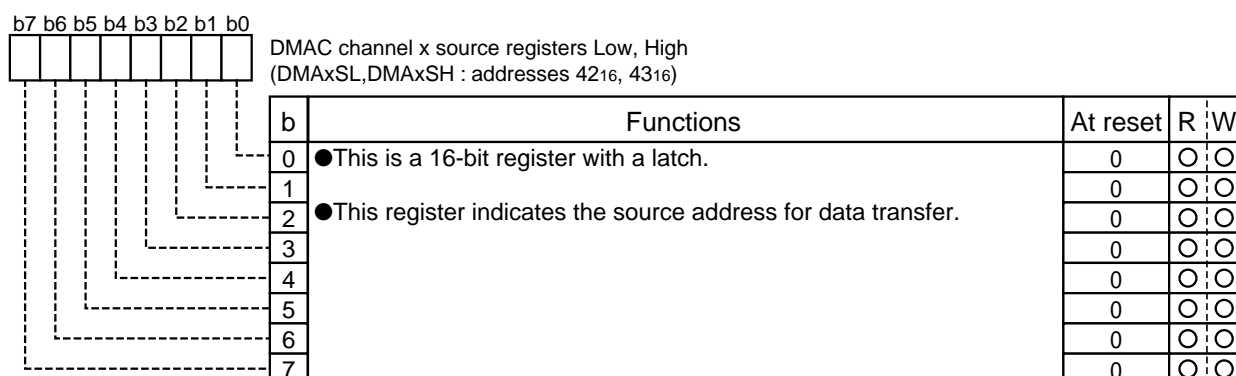 b7 b6 b5 b4 b3 b2 b1 b0
DMAC channel x source registers Low, High
(DMAxSL,DMAxSH : addresses 42₁₆, 43₁₆)
b Functions At reset R W
0 ●This is a 16-bit register with a latch. 0 ○ ○
1 0 ○ ○
2 ●This register indicates the source address for data transfer. 0 ○ ○
3 0 ○ ○
4 0 ○ ○
5 0 ○ ○
6 0 ○ ○
7 0 ○ ○